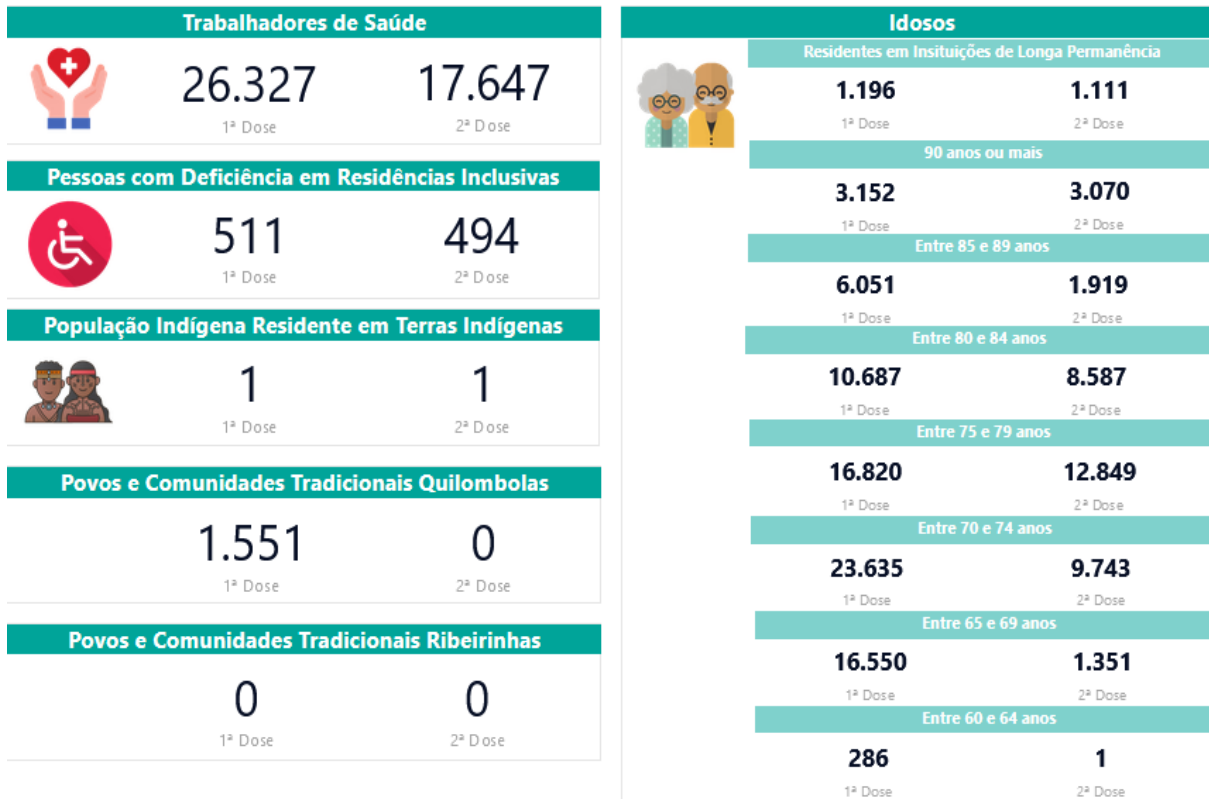 Trabalhadores de Saúde
26.327 17.647
1ª Dose 2ª Dose
Pessoas com Deficiência em Residências Inclusivas
511 494
1ª Dose 2ª Dose
População Indígena Residente em Terras Indígenas
1 1
1ª Dose 2ª Dose
Povos e Comunidades Tradicionais Quilombolas
1.551 0
1ª Dose 2ª Dose
Povos e Comunidades Tradicionais Ribeirinhas
0 0
1ª Dose 2ª Dose
Idosos
Residentes em Insituições de Longa Permanência
1.196 1.111
1ª Dose 2ª Dose
90 anos ou mais
3.152 3.070
1ª Dose 2ª Dose
Entre 85 e 89 anos
6.051 1.919
1ª Dose 2ª Dose
Entre 80 e 84 anos
10.687 8.587
1ª Dose 2ª Dose
Entre 75 e 79 anos
16.820 12.849
1ª Dose 2ª Dose
Entre 70 e 74 anos
23.635 9.743
1ª Dose 2ª Dose
Entre 65 e 69 anos
16.550 1.351
1ª Dose 2ª Dose
Entre 60 e 64 anos
286 1
1ª Dose 2ª Dose